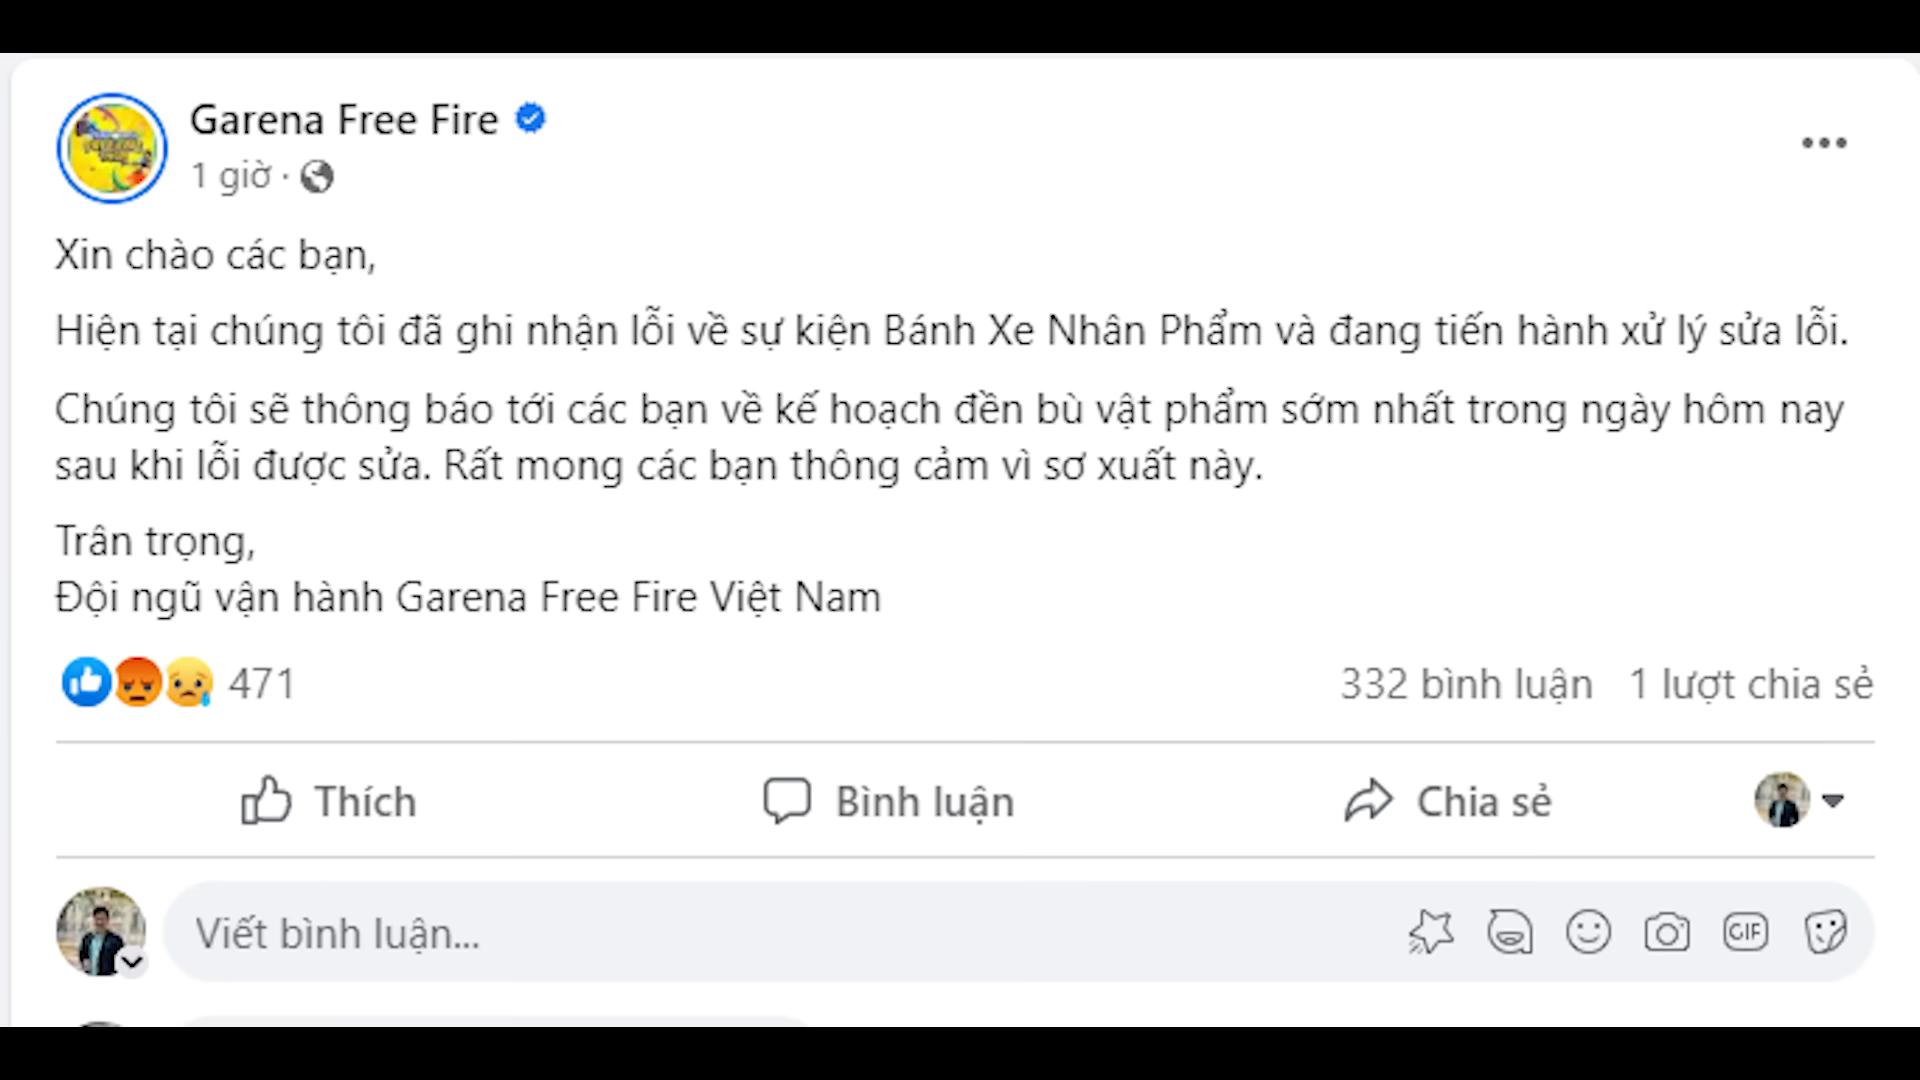 Garena Free Fire
1 giờ ·
Xin chào các bạn,
Hiện tại chúng tôi đã ghi nhận lỗi về sự kiện Bánh Xe Nhân Phẩm và đang tiến hành xử lý sửa lỗi.
Chúng tôi sẽ thông báo tới các bạn về kế hoạch đền bù vật phẩm sớm nhất trong ngày hôm nay
sau khi lỗi được sửa. Rất mong các bạn thông cảm vì sơ xuất này.
Trân trọng,
Đội ngũ vận hành Garena Free Fire Việt Nam
471 332 bình luận 1 lượt chia sẻ
Thích Bình luận Chia sẻ
Viết bình luận... GIF